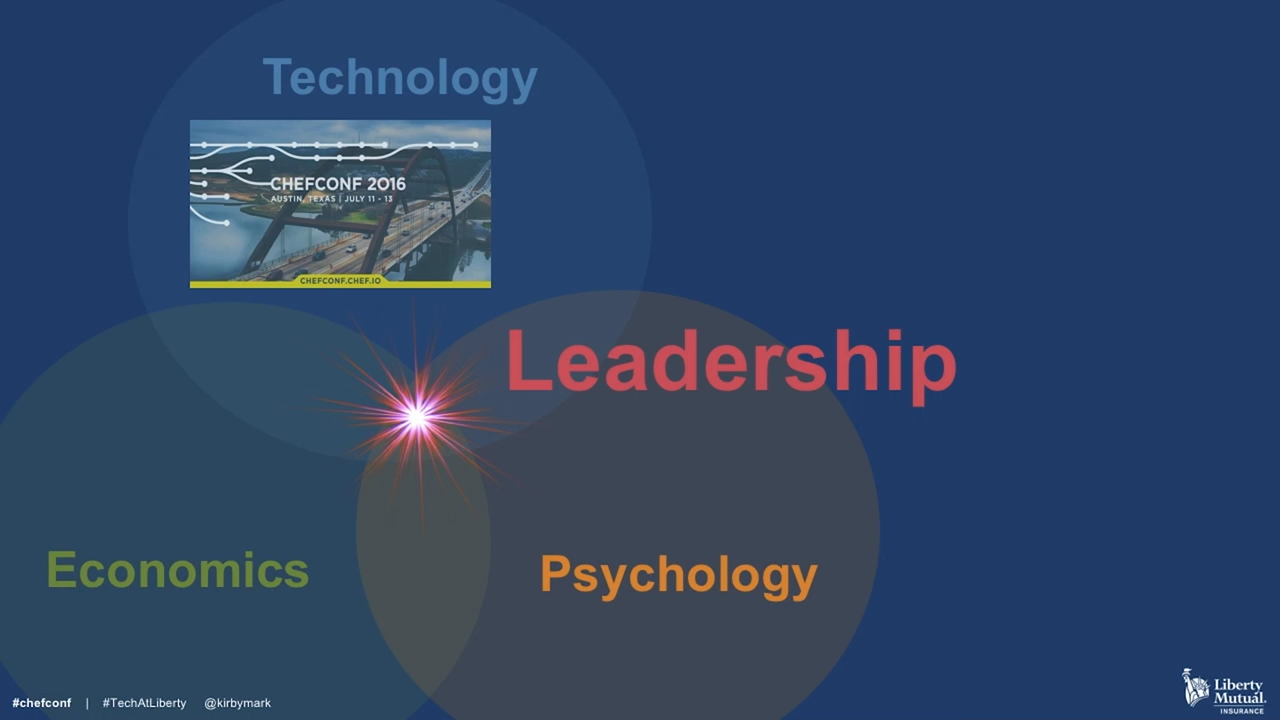 Technology
CHEFCONF 2016
AUSTIN, TEXAS | JULY 11 - 13
CHEFCONF.CHEF.IO
Leadership
Economics
Psychology
#chefconf | #TechAtLiberty @kirbymark
Liberty
Mutual.
INSURANCE